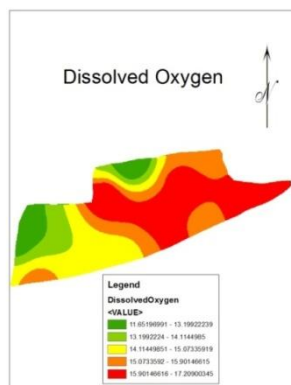 Dissolved Oxygen
N
Legend
DissolvedOxygen
<VALUE>
11.65196991 - 13.19922239
13.1992224 - 14.1144985
14.11449851 - 15.07335919
15.0733592 - 15.90146615
15.90146616 - 17.20900345